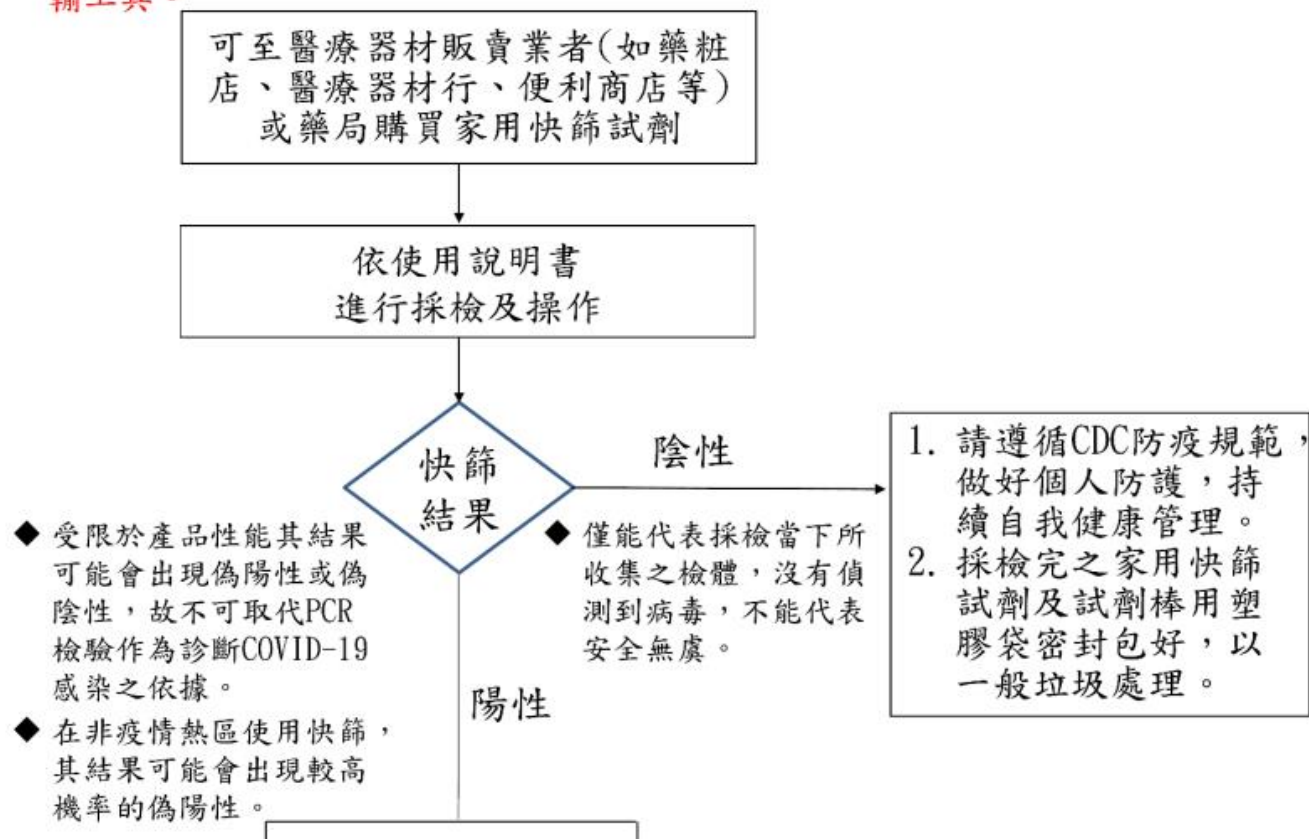 輸工具。
可至醫療器材販賣業者(如藥粧
店、醫療器材行、便利商店等)
或藥局購買家用快篩試劑
依使用說明書
進行採檢及操作
快篩
結果
陰性
1. 請遵循CDC防疫規範，
做好個人防護，持
續自我健康管理。
2. 採檢完之家用快篩
試劑及試劑棒用塑
膠袋密封包好，以
一般垃圾處理。
◆ 受限於產品性能其結果
可能會出現偽陽性或偽
陰性，故不可取代PCR
檢驗作為診斷COVID-19
感染之依據。
◆ 在非疫情熱區使用快篩，
其結果可能會出現較高
機率的偽陽性。
◆ 僅能代表採檢當下所
收集之檢體，沒有偵
測到病毒，不能代表
安全無虞。
陽性